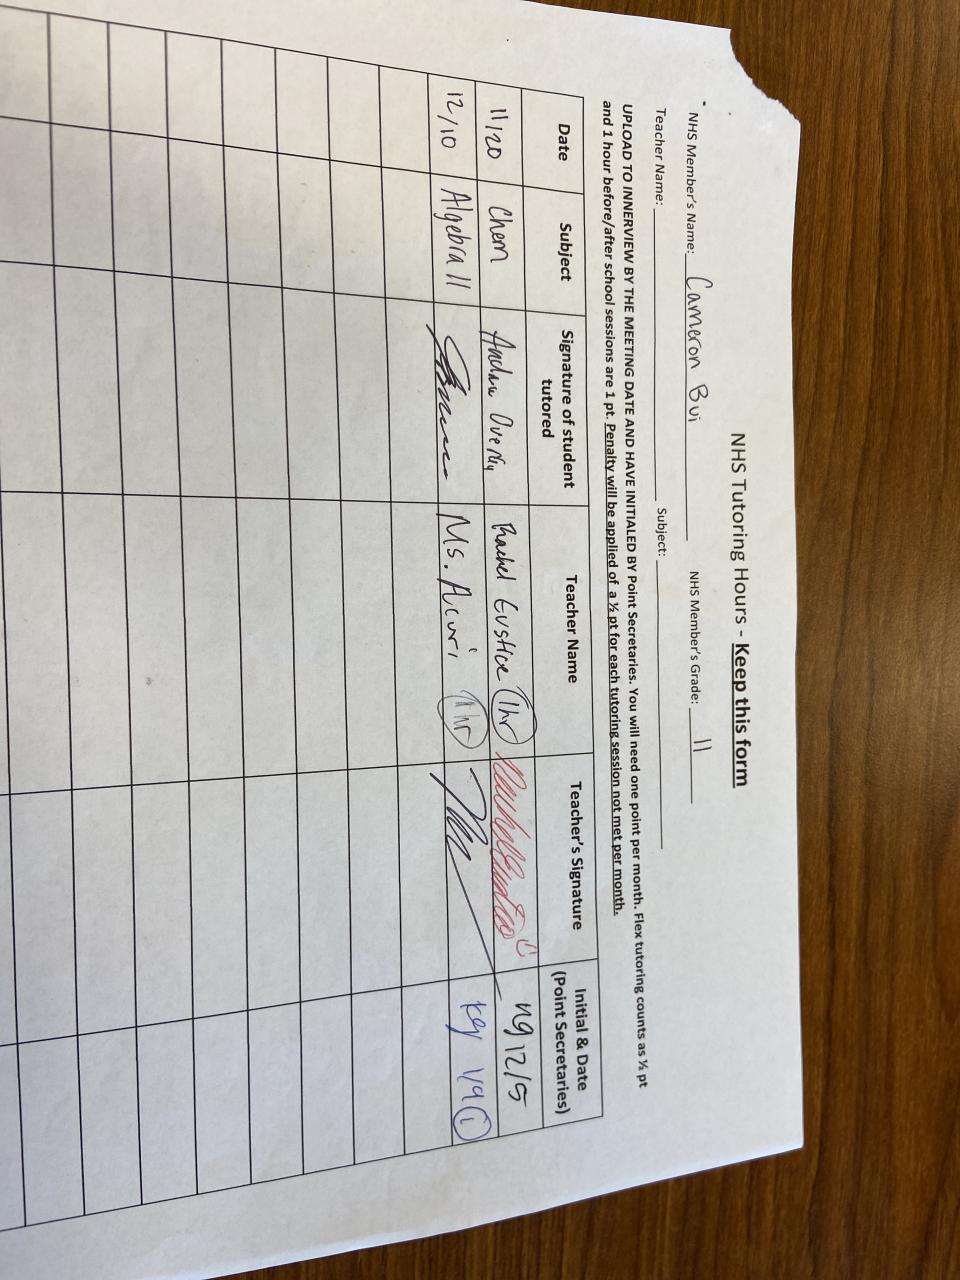 NHS Tutoring Hours - Keep this form
NHS Member's Name: Cameron Bui NHS Member's Grade: 11
Teacher Name: Subject:
UPLOAD TO INNERVIEW BY THE MEETING DATE AND HAVE INITIALED BY Point Secretaries. You will need one point per month. Flex tutoring counts as ½ pt
and 1 hour before/after school sessions are 1 pt. Penalty will be applied of a ½ pt for each tutoring session not met per month.
Date Subject Signature of student tutored Teacher Name Teacher's Signature Initial & Date (Point Secretaries)
11/20 Chem Rachel Eustice 1hr Rachel Eustice ng 12/5
12/10 Algebra II Ms. Acuri 1hr 1/9 1